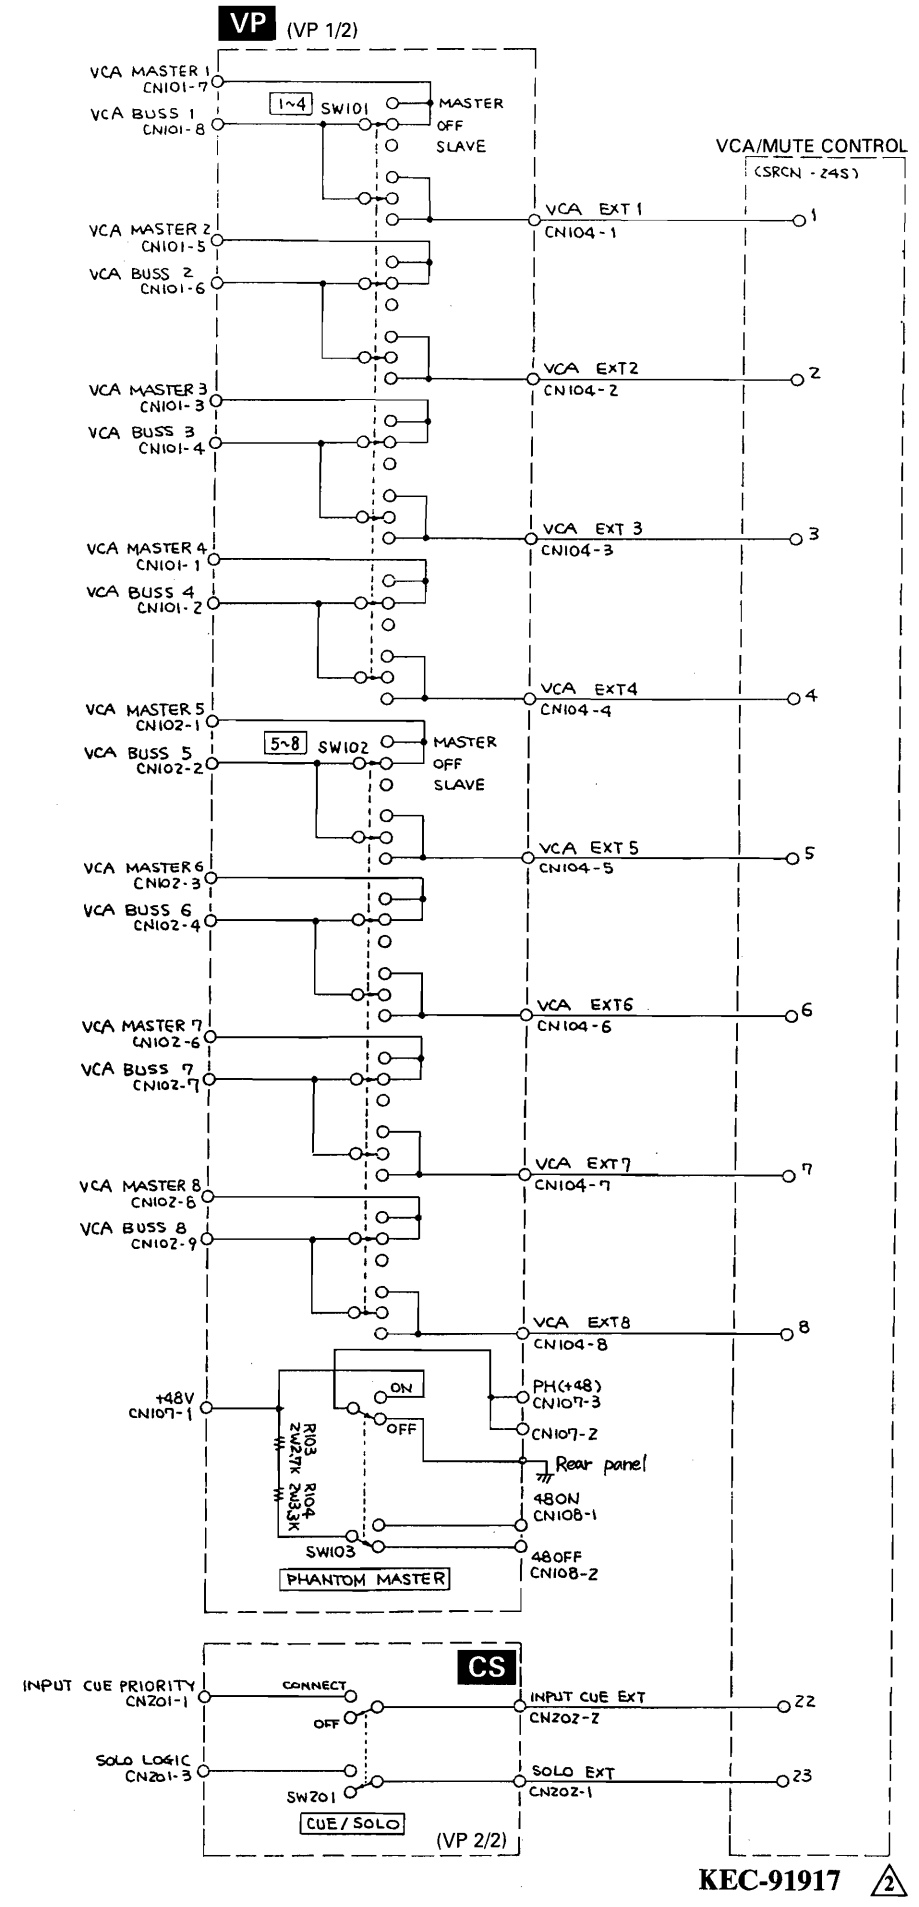 VP (VP 1/2)
VCA MASTER 1
CN101-7
1~4 SW101 MASTER
VCA BUSS 1
CN101-8
OFF
SLAVE
VCA/MUTE CONTROL
(SRCN - 24S)
VCA EXT 1
CN104-1
1
VCA MASTER 2
CN101-5
VCA BUSS 2
CN101-6
VCA EXT2
CN104-2
2
VCA MASTER 3
CN101-3
VCA BUSS 3
CN101-4
VCA EXT 3
CN104-3
3
VCA MASTER 4
CN101-1
VCA BUSS 4
CN101-2
VCA EXT4
CN104-4
4
VCA MASTER 5
CN102-1
5~8 SW102 MASTER
VCA BUSS 5
CN102-2
OFF
SLAVE
VCA EXT 5
CN104-5
5
VCA MASTER 6
CN102-3
VCA BUSS 6
CN102-4
VCA EXT6
CN104-6
6
VCA MASTER 7
CN102-6
VCA BUSS 7
CN102-7
VCA EXT7
CN104-7
7
VCA MASTER 8
CN102-8
VCA BUSS 8
CN102-9
VCA EXT8
CN104-8
8
+48V
CN107-1
ON
OFF
PH(+48)
CN107-3
CN107-2
R103
2W2.7K
R104
2W3.3K
Rear panel
48ON
CN108-1
SW103
48OFF
CN108-2
PHANTOM MASTER
CS
INPUT CUE PRIORITY
CN201-1
CONNECT
OFF
INPUT CUE EXT
CN202-2
22
SOLO LOGIC
CN201-3
SW201
SOLO EXT
CN202-1
23
CUE/SOLO
(VP 2/2)
KEC-91917 2